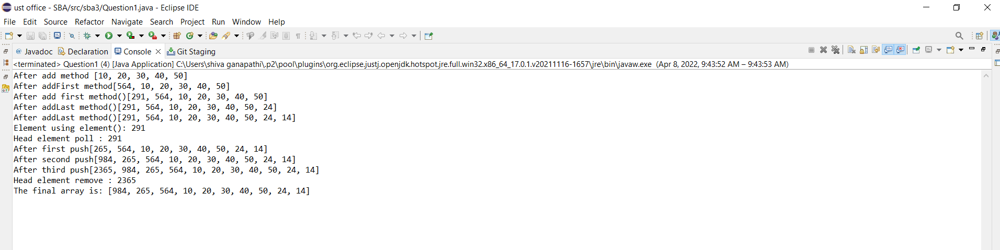 ust office - SBA/src/sba3/Question1.java - Eclipse IDE
File Edit Source Refactor Navigate Search Project Run Window Help
@ Javadoc Declaration Console Git Staging
<terminated> Question1 (4) [Java Application] C:\Users\shiva ganapathi\.p2\pool\plugins\org.eclipse.justj.openjdk.hotspot.jre.full.win32.x86_64_17.0.1.v20211116-1657\jre\bin\javaw.exe (Apr 8, 2022, 9:43:52 AM – 9:43:53 AM)
After add method [10, 20, 30, 40, 50]
After addFirst method[564, 10, 20, 30, 40, 50]
After add first method()[291, 564, 10, 20, 30, 40, 50]
After addLast method()[291, 564, 10, 20, 30, 40, 50, 24]
After addLast method()[291, 564, 10, 20, 30, 40, 50, 24, 14]
Element using element(): 291
Head element poll : 291
After first push[265, 564, 10, 20, 30, 40, 50, 24, 14]
After second push[984, 265, 564, 10, 20, 30, 40, 50, 24, 14]
After third push[2365, 984, 265, 564, 10, 20, 30, 40, 50, 24, 14]
Head element remove : 2365
The final array is: [984, 265, 564, 10, 20, 30, 40, 50, 24, 14]
GIT